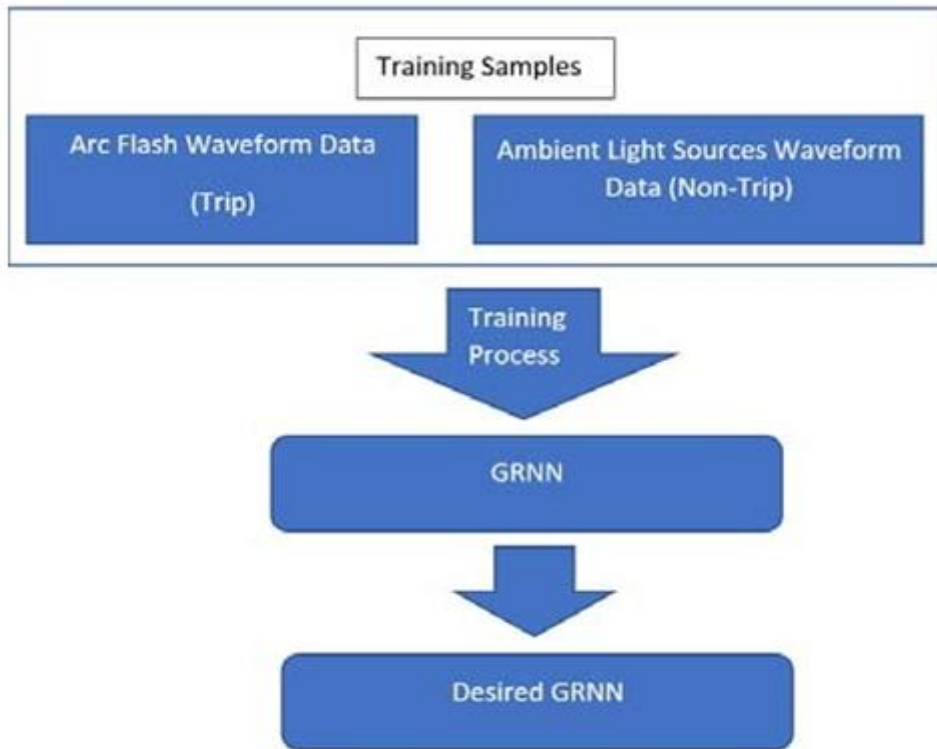 Training Samples
Arc Flash Waveform Data
(Trip)
Ambient Light Sources Waveform
Data (Non-Trip)
Training
Process
GRNN
Desired GRNN